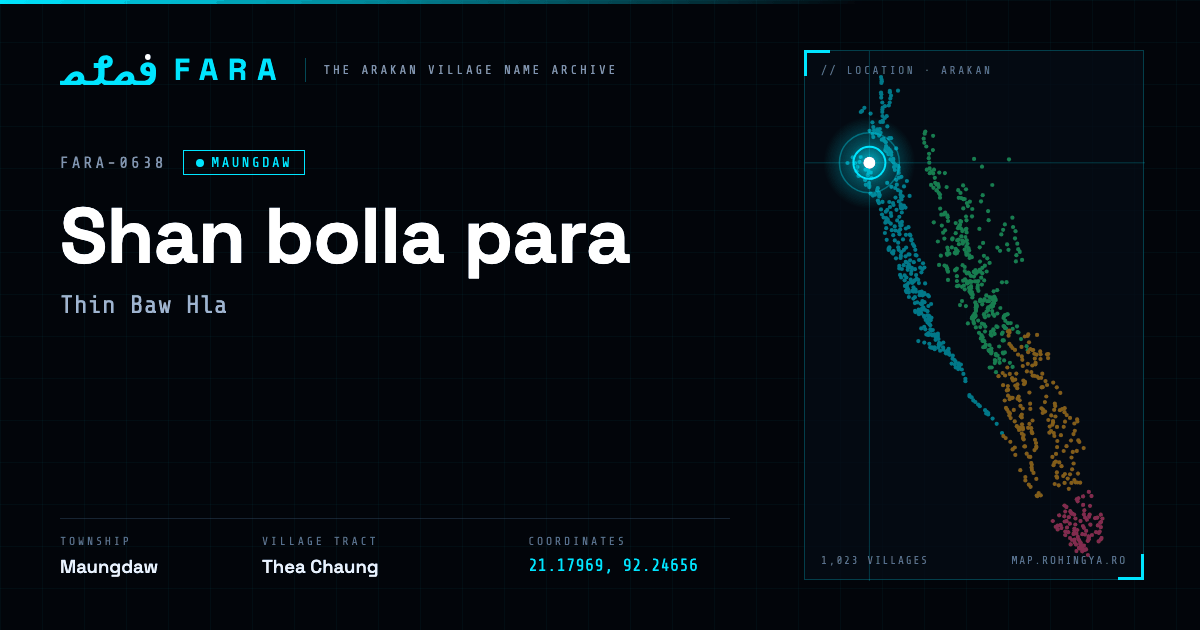 FARA
THE ARAKAN VILLAGE NAME ARCHIVE
FARA-0638
MAUNGDAW
Shan bolla para
Thin Baw Hla
TOWNSHIP
Maungdaw
VILLAGE TRACT
Thea Chaung
COORDINATES
21.17969, 92.24656
// LOCATION · ARAKAN
1,023 VILLAGES
MAP.ROHINGYA.RO